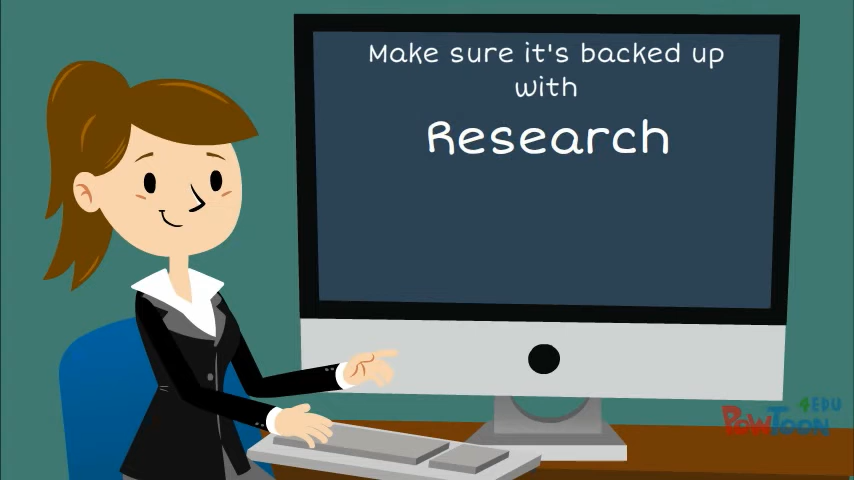 Make sure it's backed up
with
Research
4EDU
PowToon